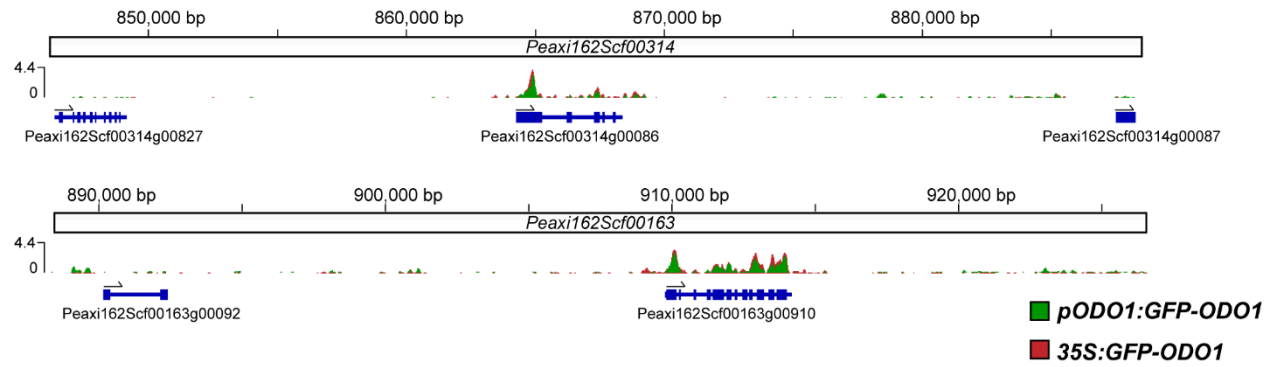 850,000 bp 860,000 bp 870,000 bp 880,000 bp
Peaxi162Scf00314
4.4
0
Peaxi162Scf00314g00827 Peaxi162Scf00314g00086 Peaxi162Scf00314g00087
890,000 bp 900,000 bp 910,000 bp 920,000 bp
Peaxi162Scf00163
4.4
0
Peaxi162Scf00163g00092 Peaxi162Scf00163g00910
pODO1:GFP-ODO1
35S:GFP-ODO1